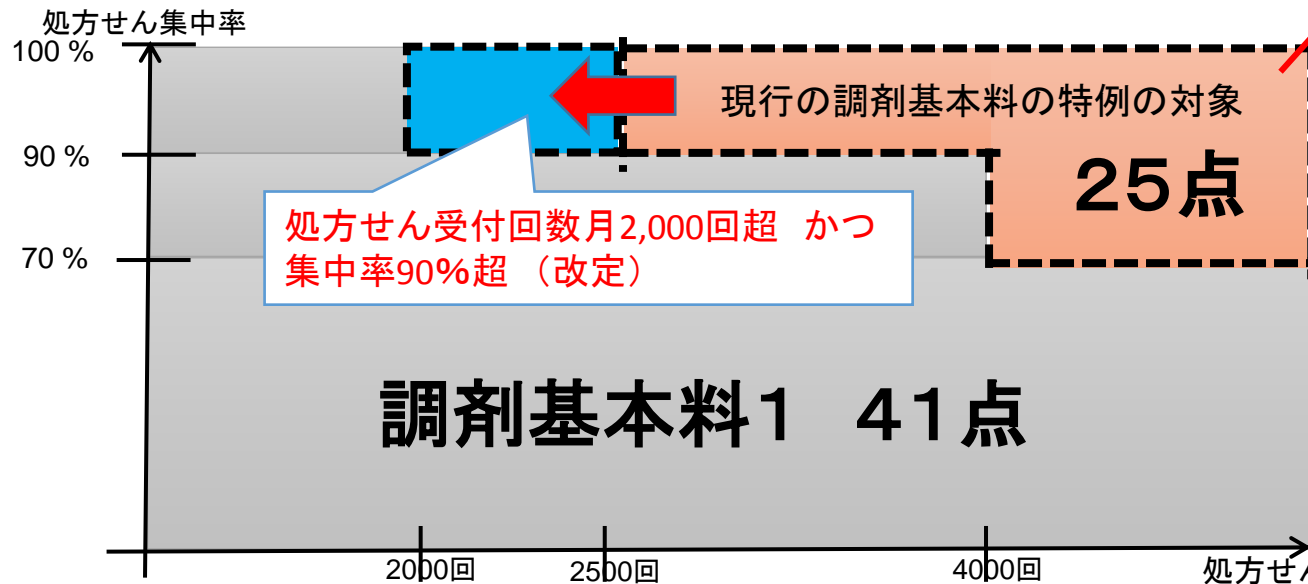 処方せん集中率
100 %
現行の調剤基本料の特例の対象
90 %
25点
処方せん受付回数月2,000回超 かつ
集中率90%超 (改定)
70 %
調剤基本料1 41点
2000回
2500回
4000回
処方せん